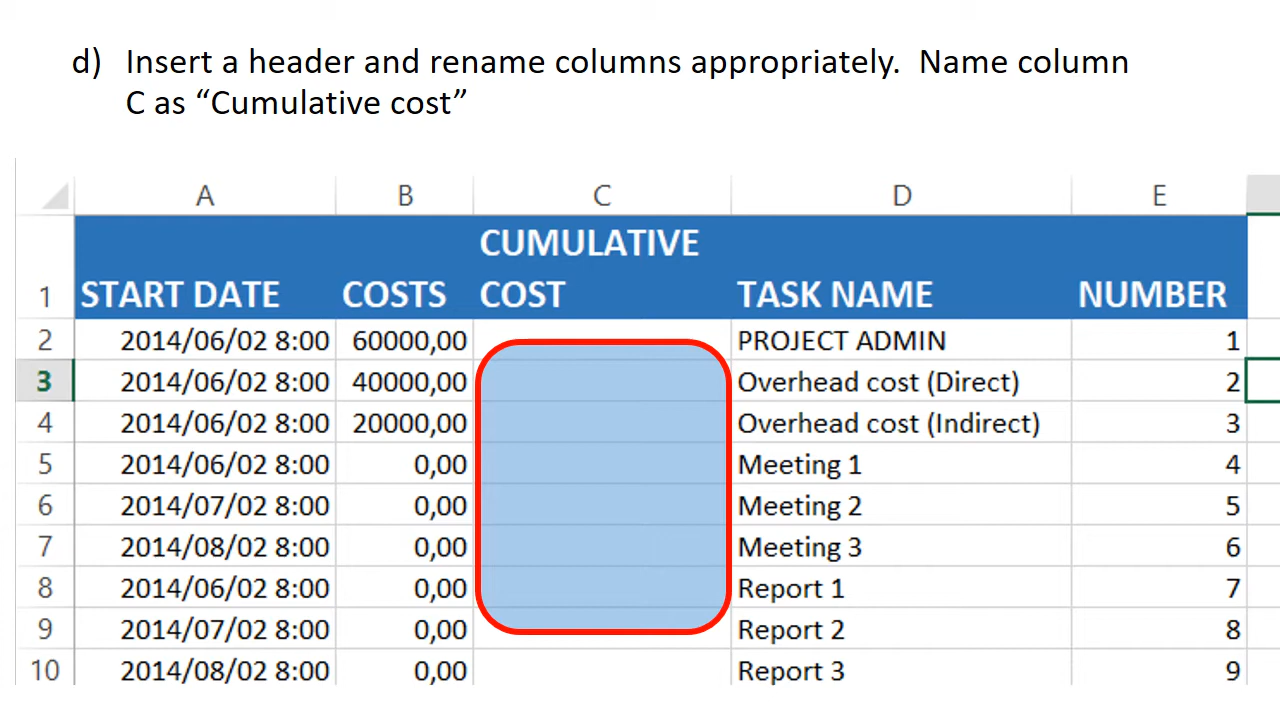 d) Insert a header and rename columns appropriately. Name column
C as “Cumulative cost”
A B C D E
1 START DATE COSTS CUMULATIVE COST TASK NAME NUMBER
2 2014/06/02 8:00 60000,00 PROJECT ADMIN 1
3 2014/06/02 8:00 40000,00 Overhead cost (Direct) 2
4 2014/06/02 8:00 20000,00 Overhead cost (Indirect) 3
5 2014/06/02 8:00 0,00 Meeting 1 4
6 2014/07/02 8:00 0,00 Meeting 2 5
7 2014/08/02 8:00 0,00 Meeting 3 6
8 2014/06/02 8:00 0,00 Report 1 7
9 2014/07/02 8:00 0,00 Report 2 8
10 2014/08/02 8:00 0,00 Report 3 9